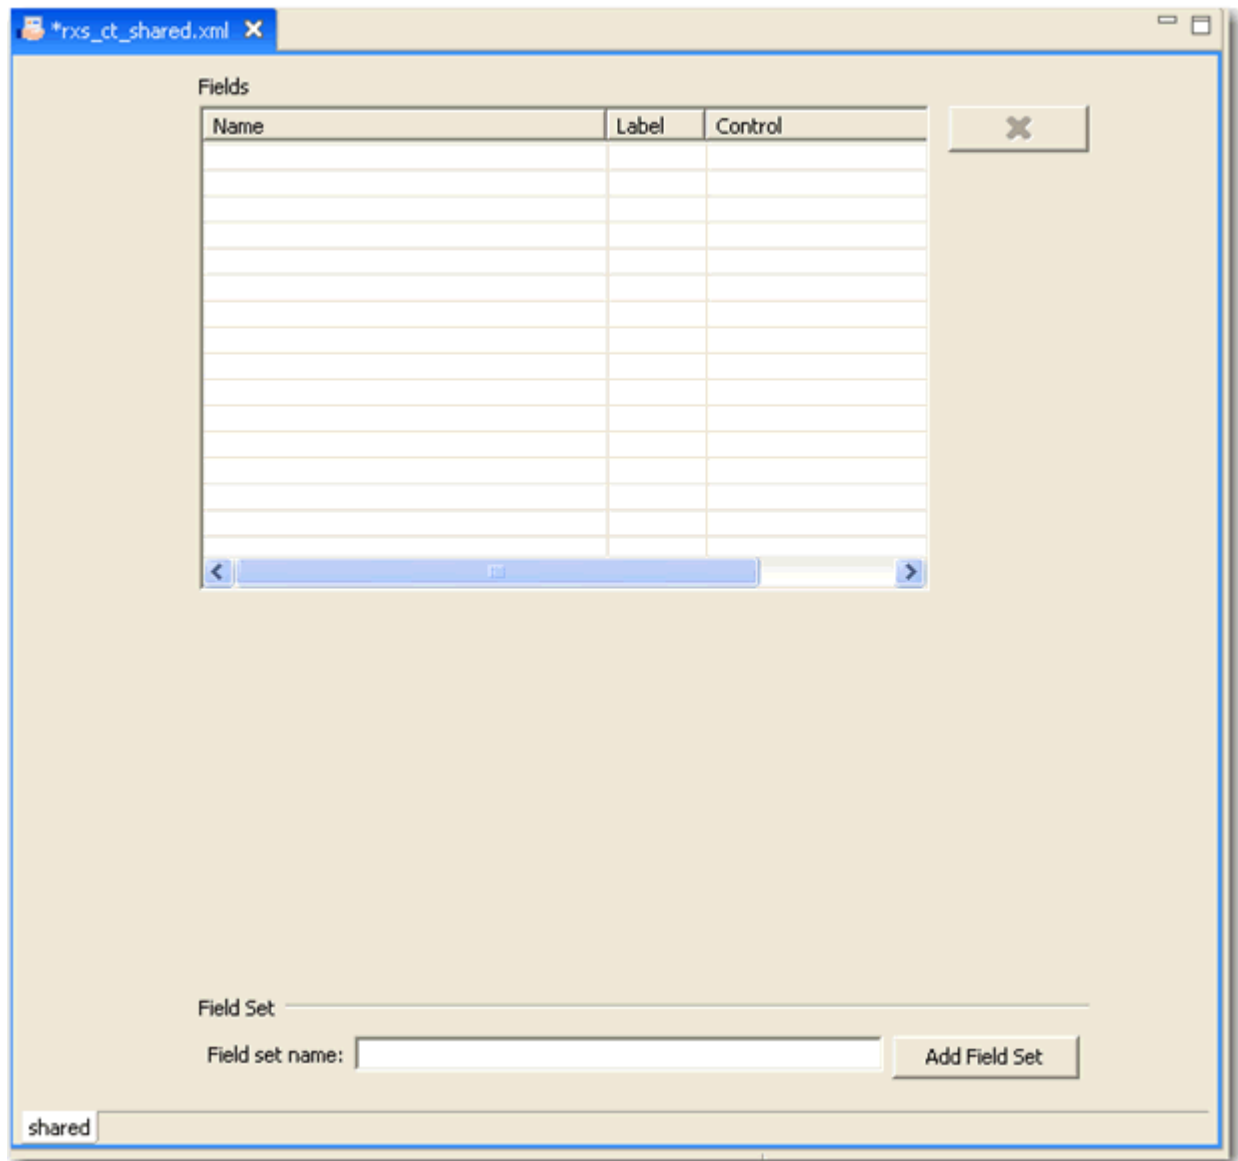 *rxs_ct_shared.xml
Fields
Name Label Control
Field Set
Field set name: Add Field Set
shared